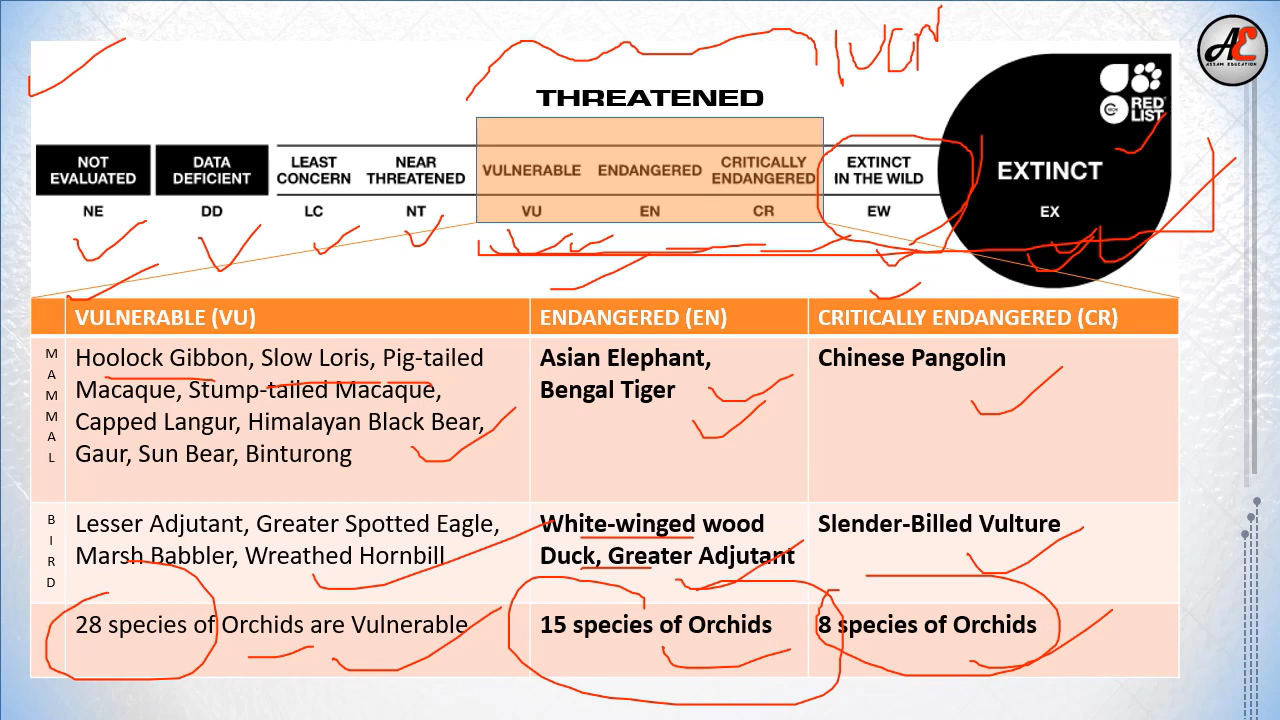 IUCN
AE
ASSAM EDUCATION
THREATENED
RED
LIST
NOT
EVALUATED
DATA
DEFICIENT
LEAST
CONCERN
NEAR
THREATENED
VULNERABLE
ENDANGERED
CRITICALLY
ENDANGERED
EXTINCT
IN THE WILD
EXTINCT
NE
DD
LC
NT
VU
EN
CR
EW
EX
VULNERABLE (VU)
ENDANGERED (EN)
CRITICALLY ENDANGERED (CR)
MAMMAL
Hoolock Gibbon, Slow Loris, Pig-tailed
Macaque, Stump-tailed Macaque,
Capped Langur, Himalayan Black Bear,
Gaur, Sun Bear, Binturong
Asian Elephant,
Bengal Tiger
Chinese Pangolin
BIRD
Lesser Adjutant, Greater Spotted Eagle,
Marsh Babbler, Wreathed Hornbill
White-winged wood
Duck, Greater Adjutant
Slender-Billed Vulture
28 species of Orchids are Vulnerable
15 species of Orchids
8 species of Orchids